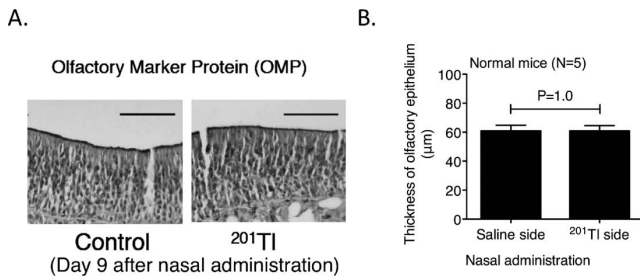 A.
Olfactory Marker Protein (OMP)
Control
²⁰¹Tl
(Day 9 after nasal administration)
B.
Normal mice (N=5)
P=1.0
Thickness of olfactory epithelium
(μm)
100
80
60
40
20
0
Saline side
²⁰¹Tl side
Nasal administration